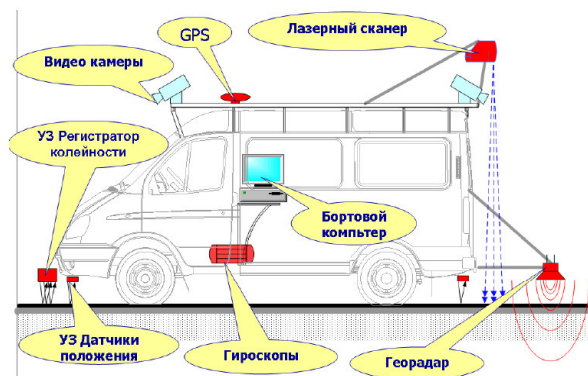 GPS
Лазерный сканер
Видео камеры
УЗ Регистратор
колейности
Бортовой
компьтер
УЗ Датчики
положения
Гироскопы
Георадар